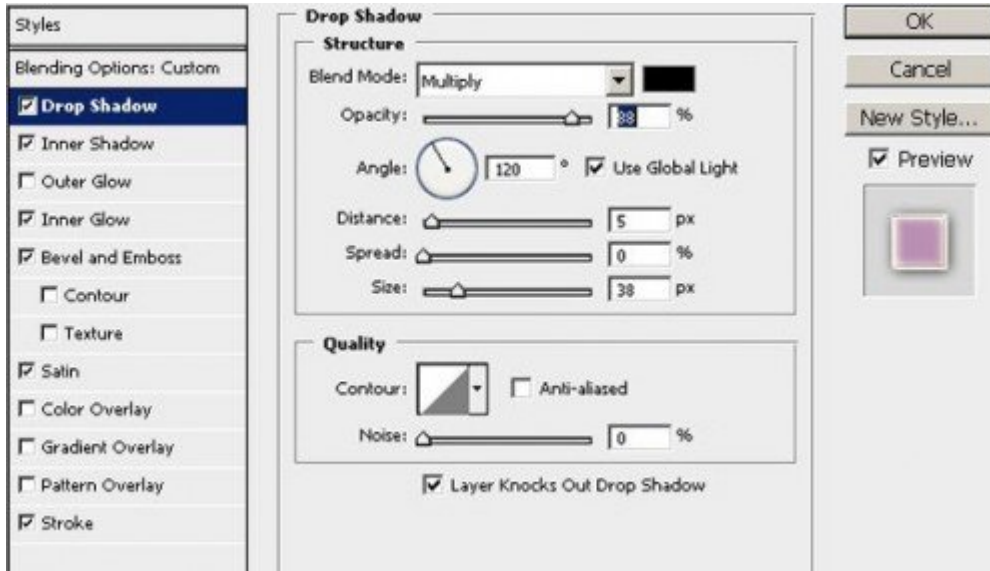 Styles
Blending Options: Custom
Drop Shadow
Inner Shadow
Outer Glow
Inner Glow
Bevel and Emboss
Contour
Texture
Satin
Color Overlay
Gradient Overlay
Pattern Overlay
Stroke
Drop Shadow
Structure
Blend Mode: Multiply
Opacity: 88 %
Angle: 120 ° Use Global Light
Distance: 5 px
Spread: 0 %
Size: 38 px
Quality
Contour: Anti-aliased
Noise: 0 %
Layer Knocks Out Drop Shadow
OK
Cancel
New Style...
Preview